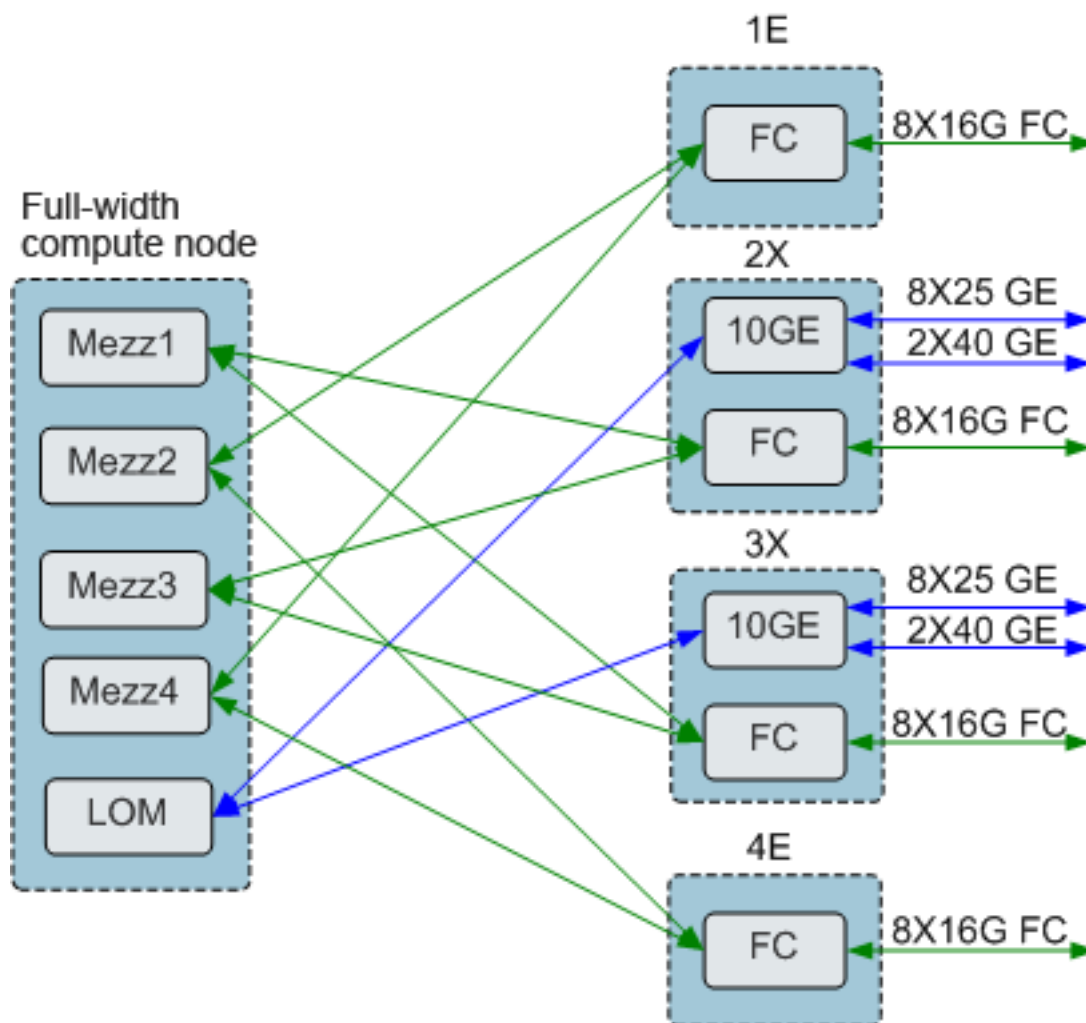 Full-width
compute node
Mezz1
Mezz2
Mezz3
Mezz4
LOM
1E
FC
8X16G FC
2X
10GE
8X25 GE
2X40 GE
FC
8X16G FC
3X
10GE
8X25 GE
2X40 GE
FC
8X16G FC
4E
FC
8X16G FC